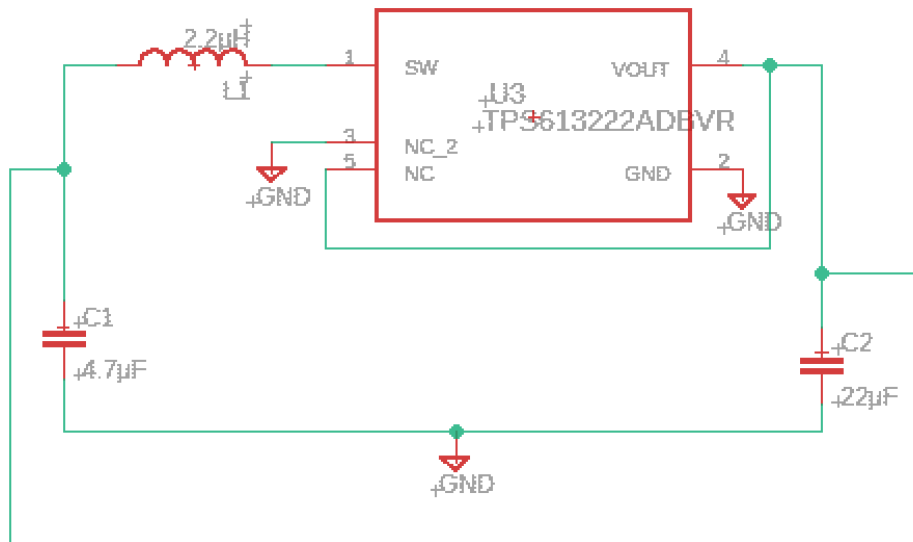 2.2µH
L1
1
SW
VOUT
4
U3
TPS613222ADBVR
3
NC_2
5
NC
GND
2
GND
GND
C1
4.7µF
C2
22µF
GND